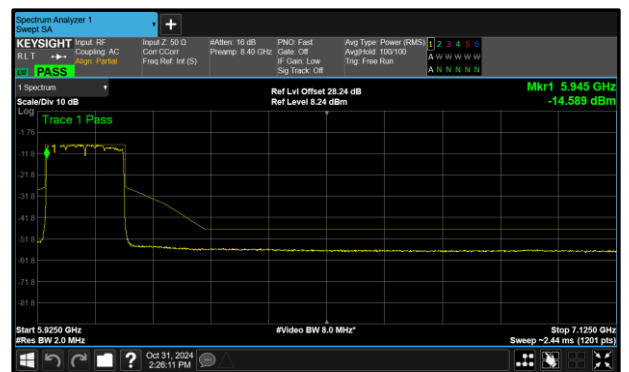 Spectrum Analyzer 1
Swept SA
+
KEYSIGHT Input: RF Input Z: 50 Ω #Atten: 16 dB PNO: Fast Avg Type: Power (RMS) 1 2 3 4 5 6
RLT Coupling: AC Corr CCorr Preamp: 8.40 GHz Gate: Off Avg|Hold: 100/100 A W W W W W
Align: Partial Freq Ref: Int (S) IF Gain: Low Trig: Free Run
LW PASS Sig Track: Off A N N N N N
1 Spectrum Ref Lvl Offset 28.24 dB Mkr1 5.945 GHz
Scale/Div 10 dB Ref Level 8.24 dBm -14.589 dBm
Log
Trace 1 Pass
-1.76
-11.8
1
-21.8
-31.8
-41.8
-51.8
-61.8
-71.8
-81.8
Start 5.9250 GHz #Video BW 8.0 MHz* Stop 7.1250 GHz
#Res BW 2.0 MHz Sweep ~2.44 ms (1201 pts)
? Oct 31, 2024
2:26:11 PM